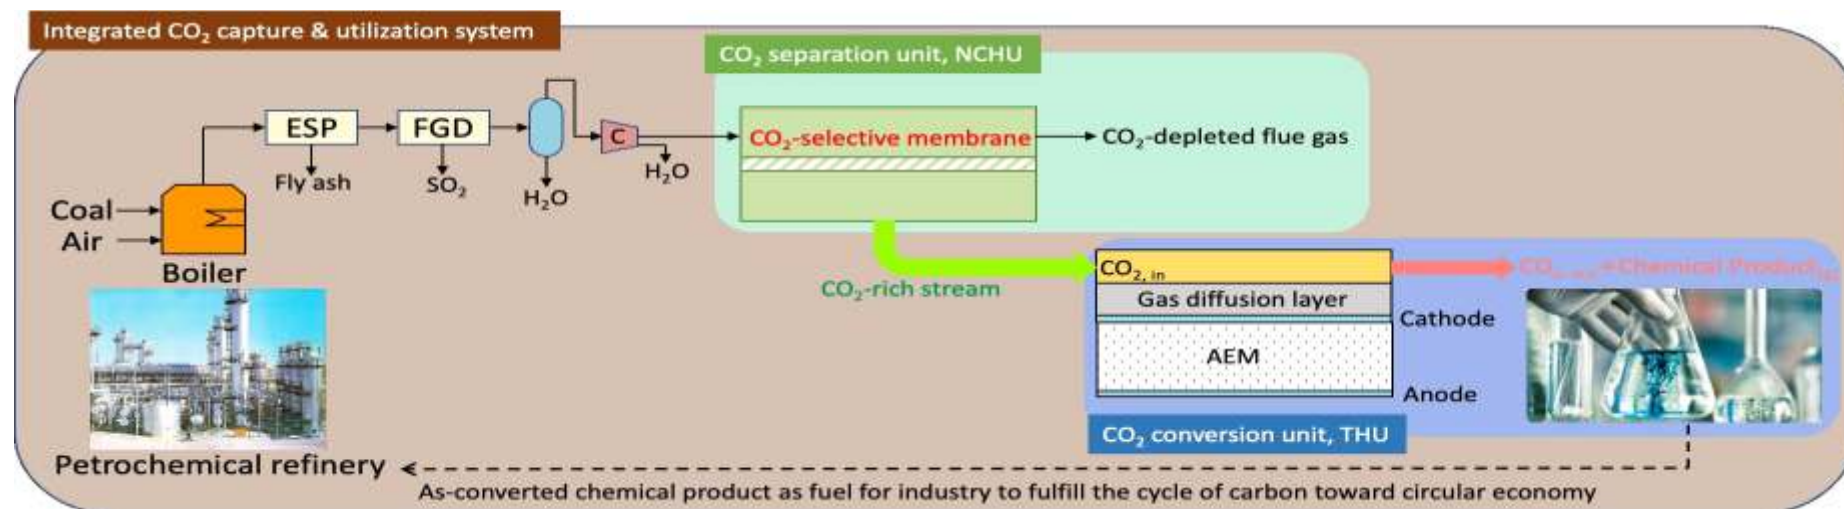 Integrated CO₂ capture & utilization system
CO₂ separation unit, NCHU
ESP
FGD
C
CO₂-selective membrane
CO₂-depleted flue gas
Fly ash
SO₂
H₂O
H₂O
Coal
Air
Boiler
CO₂-rich stream
CO₂, in
+Chemical Product
Gas diffusion layer
Cathode
AEM
Anode
CO₂ conversion unit, THU
Petrochemical refinery
As-converted chemical product as fuel for industry to fulfill the cycle of carbon toward circular economy